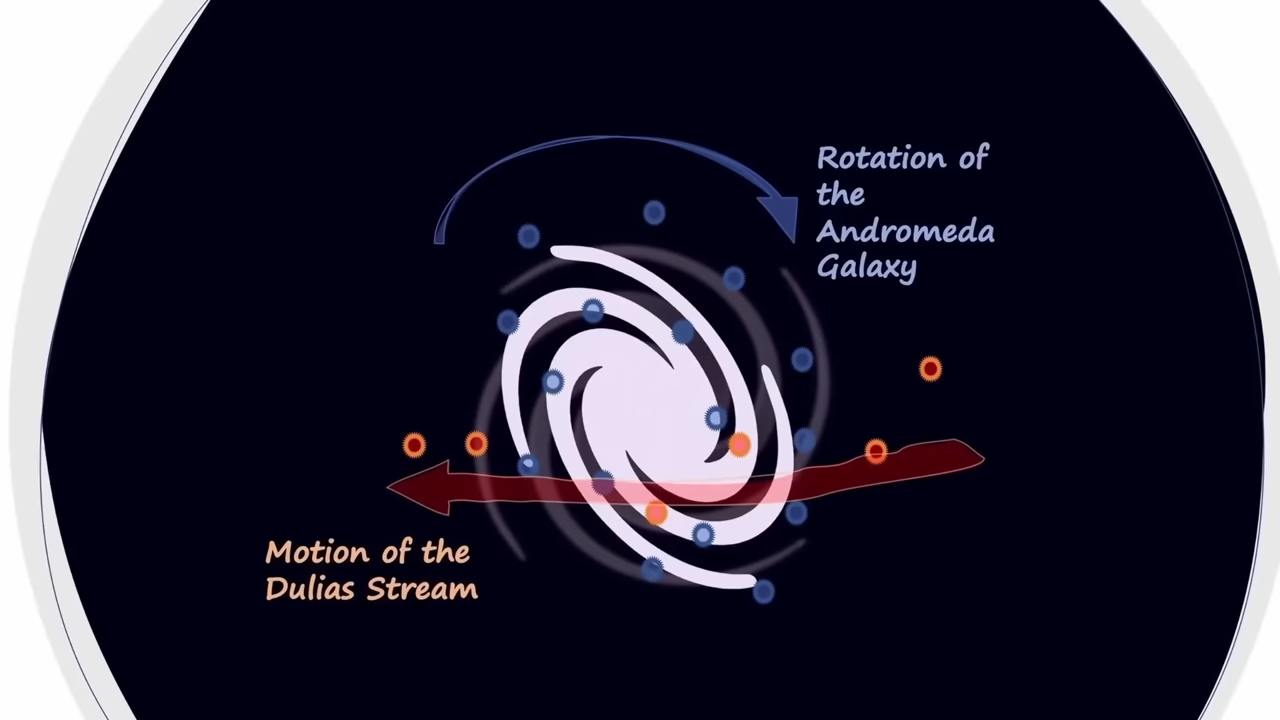 Rotation of
the
Andromeda
Galaxy
Motion of the
Dulias Stream